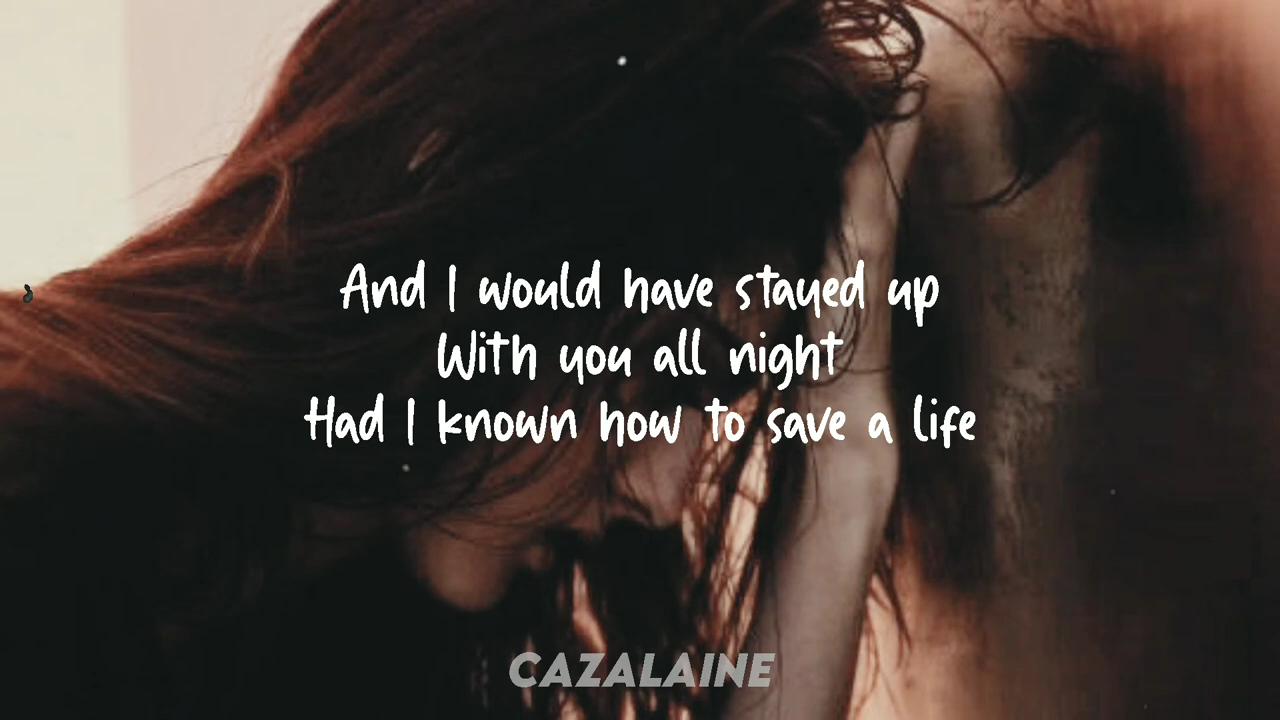 And I would have stayed up
With you all night
Had I known how to save a life
CAZALAINE